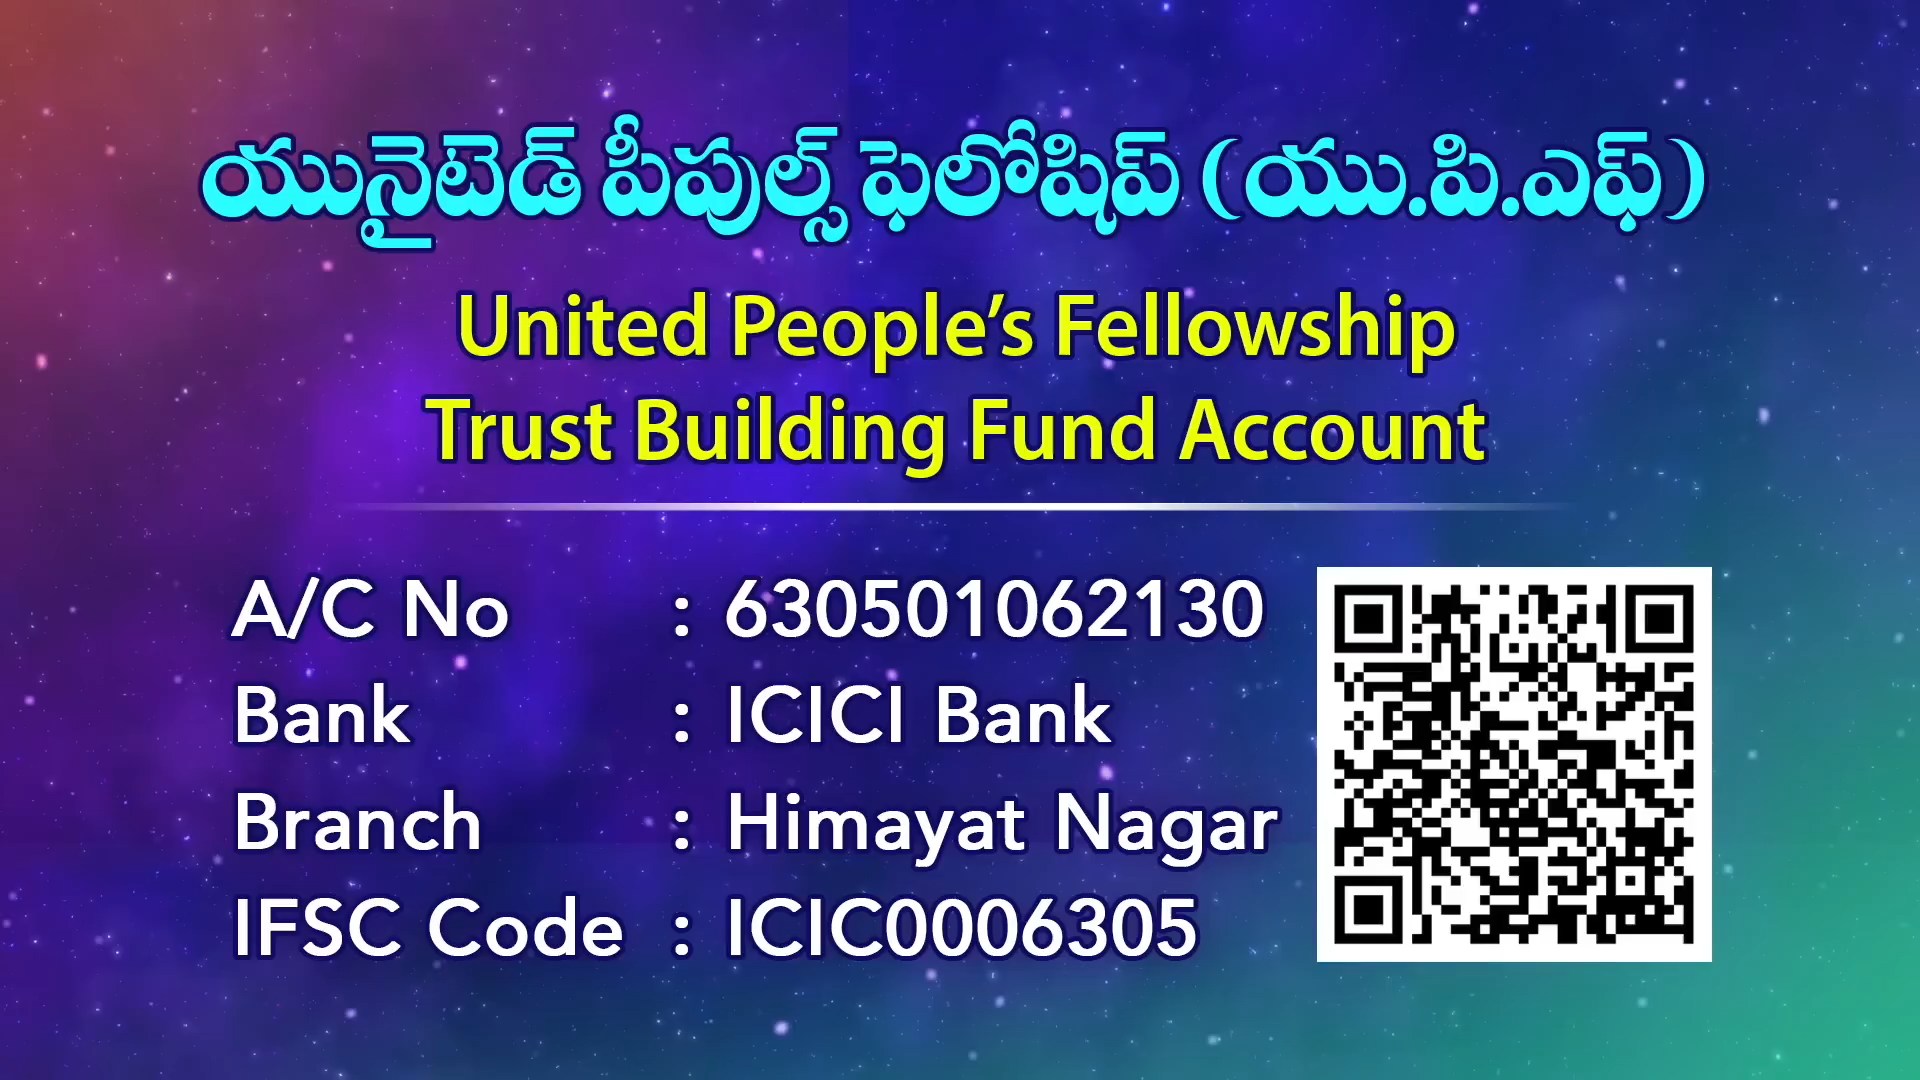 యునైటెడ్ పీపుల్స్ ఫెలోషిప్ (యు.పి.ఎఫ్)
United People’s Fellowship
Trust Building Fund Account
A/C No : 630501062130
Bank : ICICI Bank
Branch : Himayat Nagar
IFSC Code : ICIC0006305